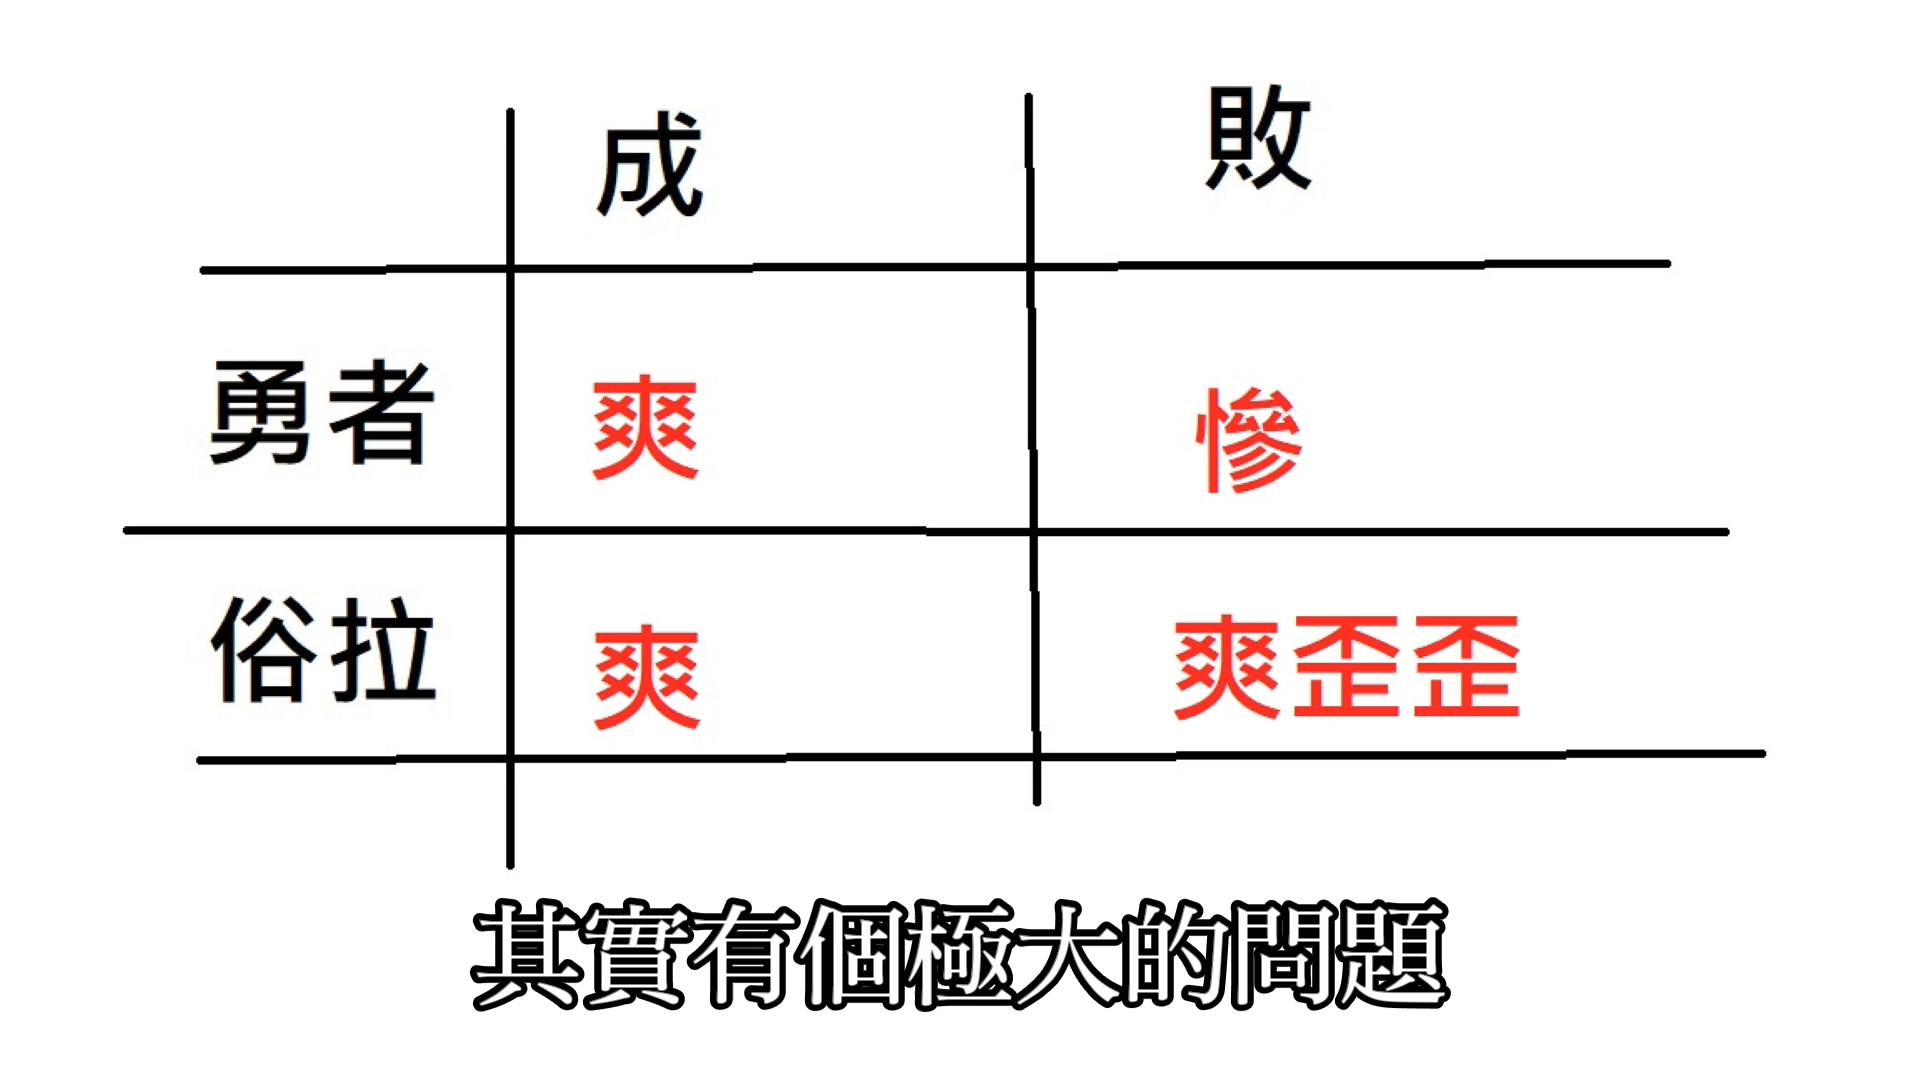 成 敗
勇者 爽 慘
俗拉 爽 爽歪歪
其實有個極大的問題